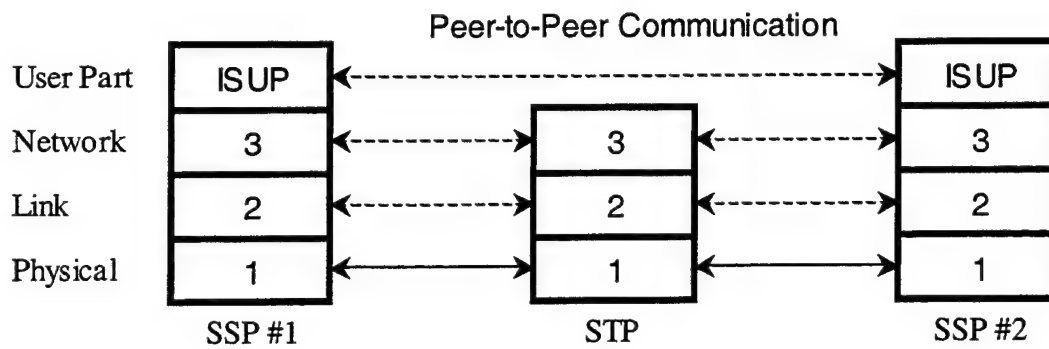 Peer-to-Peer Communication
User Part ISUP ISUP
Network 3 3 3
Link 2 2 2
Physical 1 1 1
SSP #1 STP SSP #2